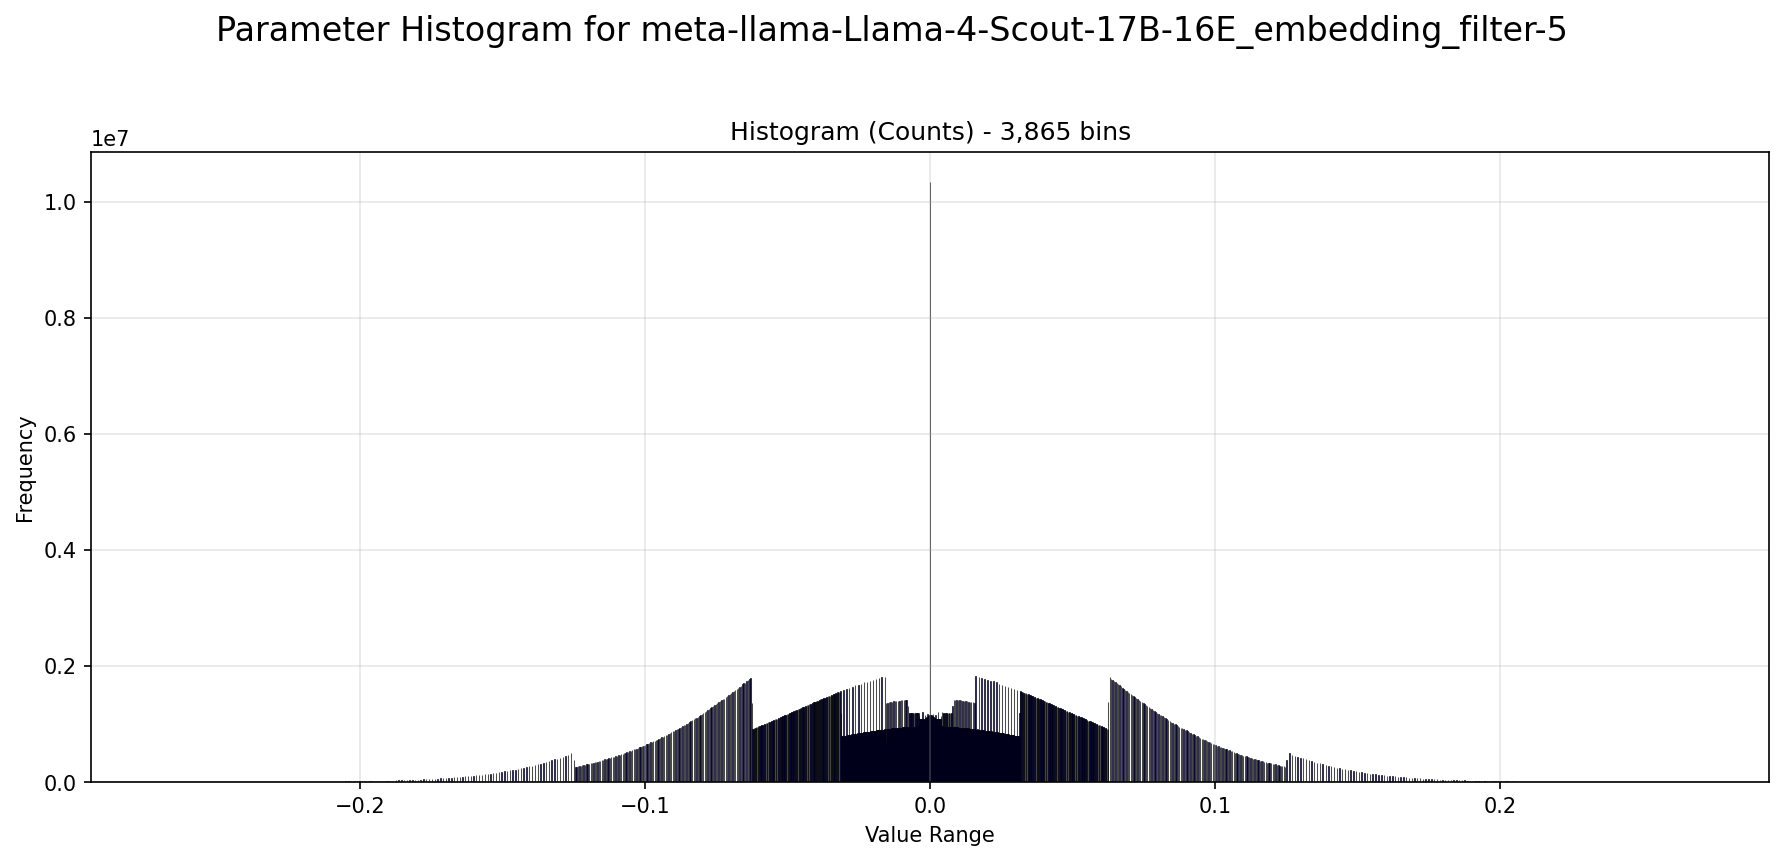 Parameter Histogram for meta-llama-Llama-4-Scout-17B-16E_embedding_filter-5
Histogram (Counts) - 3,865 bins
1e7
1.0
0.8
0.6
0.4
0.2
0.0
Frequency
−0.2
−0.1
0.0
0.1
0.2
Value Range